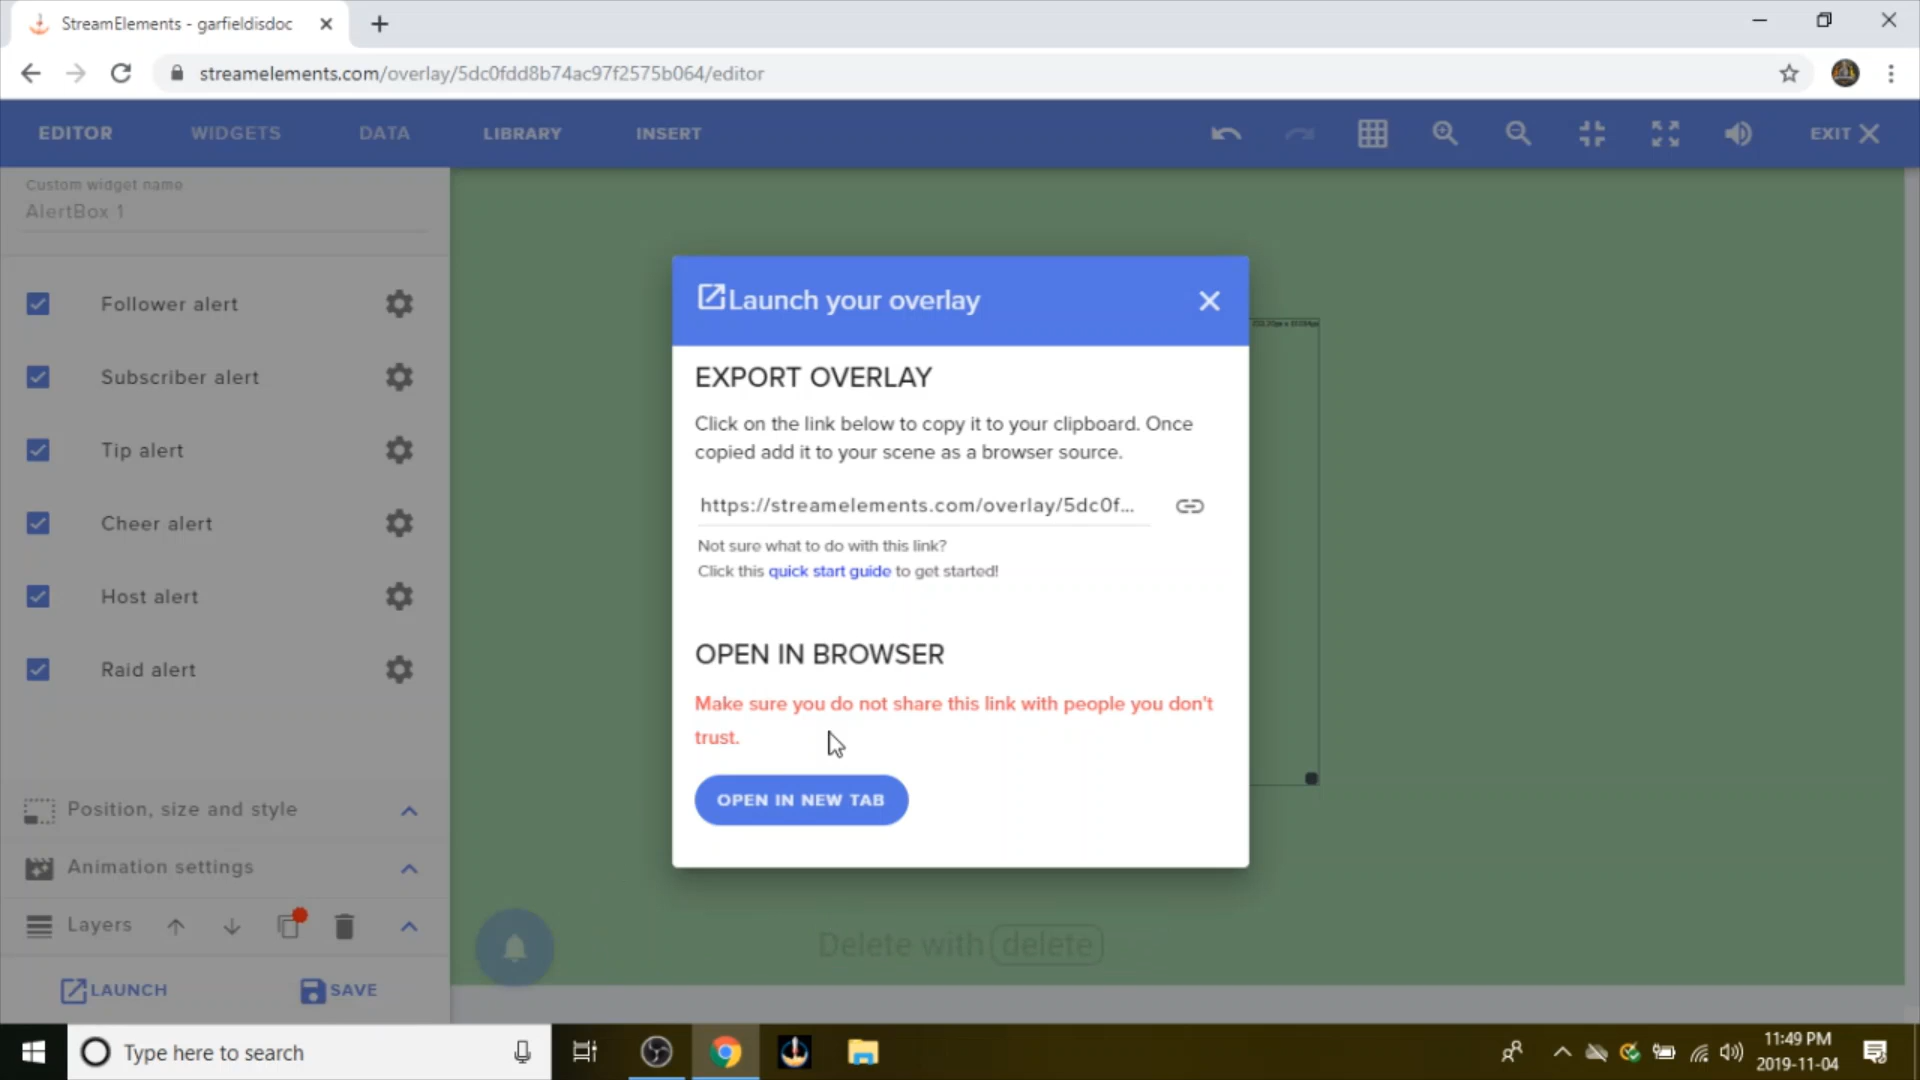 StreamElements - garfieldisdoc
streamelements.com/overlay/5dc0fdd8b74ac97f2575b064/editor
EDITOR WIDGETS DATA LIBRARY INSERT EXIT
Custom widget name
AlertBox 1
Follower alert
Subscriber alert
Tip alert
Cheer alert
Host alert
Raid alert
Position, size and style
Animation settings
Layers
LAUNCH SAVE
Launch your overlay
EXPORT OVERLAY
Click on the link below to copy it to your clipboard. Once
copied add it to your scene as a browser source.
https://streamelements.com/overlay/5dc0f...
Not sure what to do with this link?
Click this quick start guide to get started!
OPEN IN BROWSER
Make sure you do not share this link with people you don't
trust.
OPEN IN NEW TAB
Delete with delete
Type here to search
11:49 PM
2019-11-04